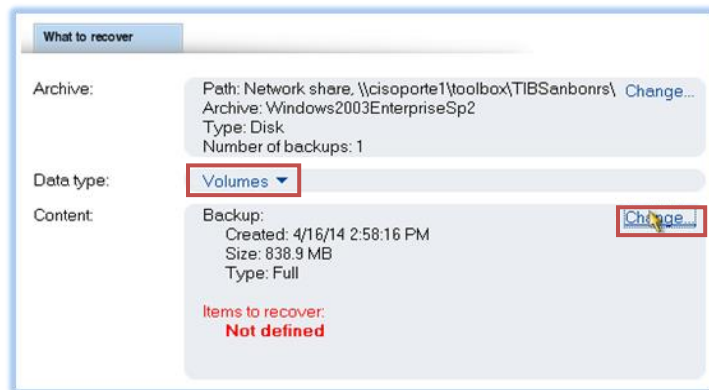 What to recover
Archive:
Path: Network share, \\cisoporte1\toolbox\TIBSanbonrs\ Change...
Archive: Windows2003EnterpriseSp2
Type: Disk
Number of backups: 1
Data type:
Volumes
Content:
Backup:
Change...
Created: 4/16/14 2:58:16 PM
Size: 838.9 MB
Type: Full
Items to recover:
Not defined